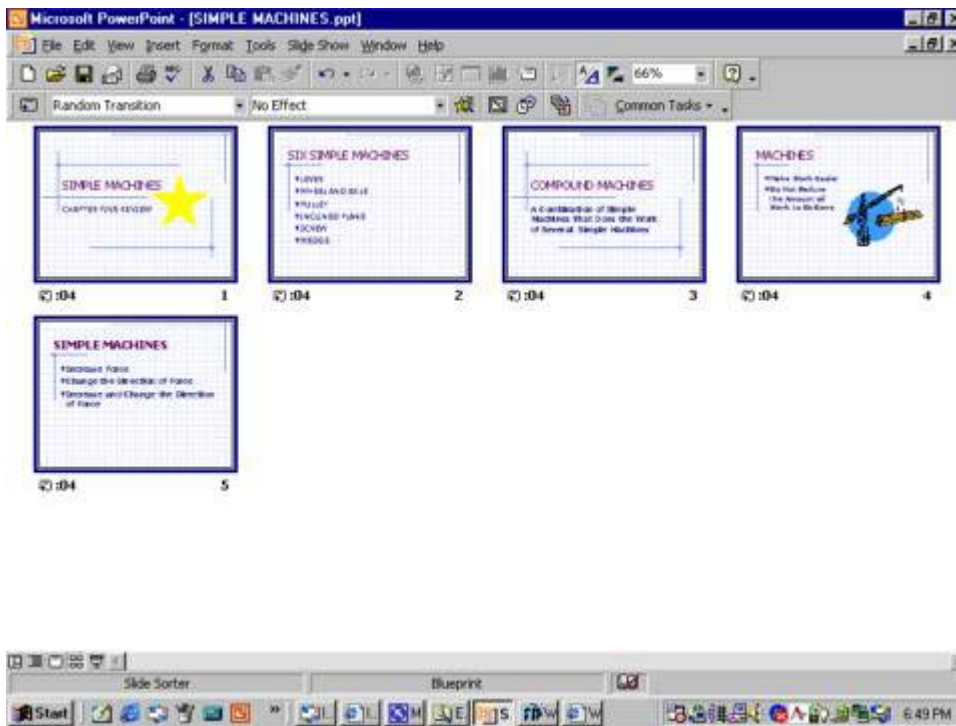 Microsoft PowerPoint - [SIMPLE MACHINES.ppt]
File Edit View Insert Format Tools Slide Show Window Help
66%
Random Transition No Effect Common Tasks
SIMPLE MACHINES
CHAPTER FIVE REVIEW
:04 1
SIX SIMPLE MACHINES
LEVER
WHEEL AND AXLE
PULLEY
INCLINED PLANE
SCREW
WEDGE
:04 2
COMPOUND MACHINES
A Combination of Simple
Machines That Does the Work
of Several Simple Machines
:04 3
MACHINES
Make Work Easier
Do Not Reduce
the Amount of
Work to Be Done
:04 4
SIMPLE MACHINES
Increase Force
Change the Direction of Force
Increase and Change the Direction
of Force
:04 5
Slide Sorter Blueprint
Start 6:49 PM